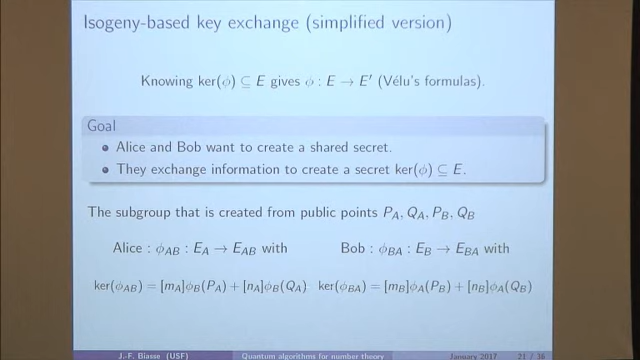 Isogeny-based key exchange (simplified version)
Knowing ker(ϕ) ⊆ E gives ϕ : E → E′ (Vélu's formulas).
Goal
Alice and Bob want to create a shared secret.
They exchange information to create a secret ker(ϕ) ⊆ E.
The subgroup that is created from public points P_A, Q_A, P_B, Q_B
Alice : ϕ_AB : E_A → E_AB with Bob : ϕ_BA : E_B → E_BA with
ker(ϕ_AB) = [m_A]ϕ_B(P_A) + [n_A]ϕ_B(Q_A) ker(ϕ_BA) = [m_B]ϕ_A(P_B) + [n_B]ϕ_A(Q_B)
J.-F. Biasse (USF) Quantum algorithms for number theory January 2017 21 / 36